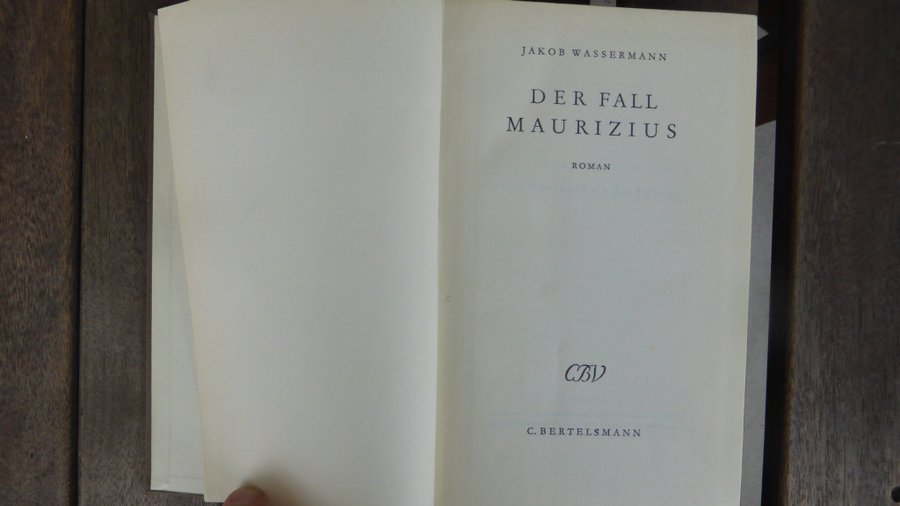 JAKOB WASSERMANN
DER FALL
MAURIZIUS
ROMAN
CBV
C. BERTELSMANN